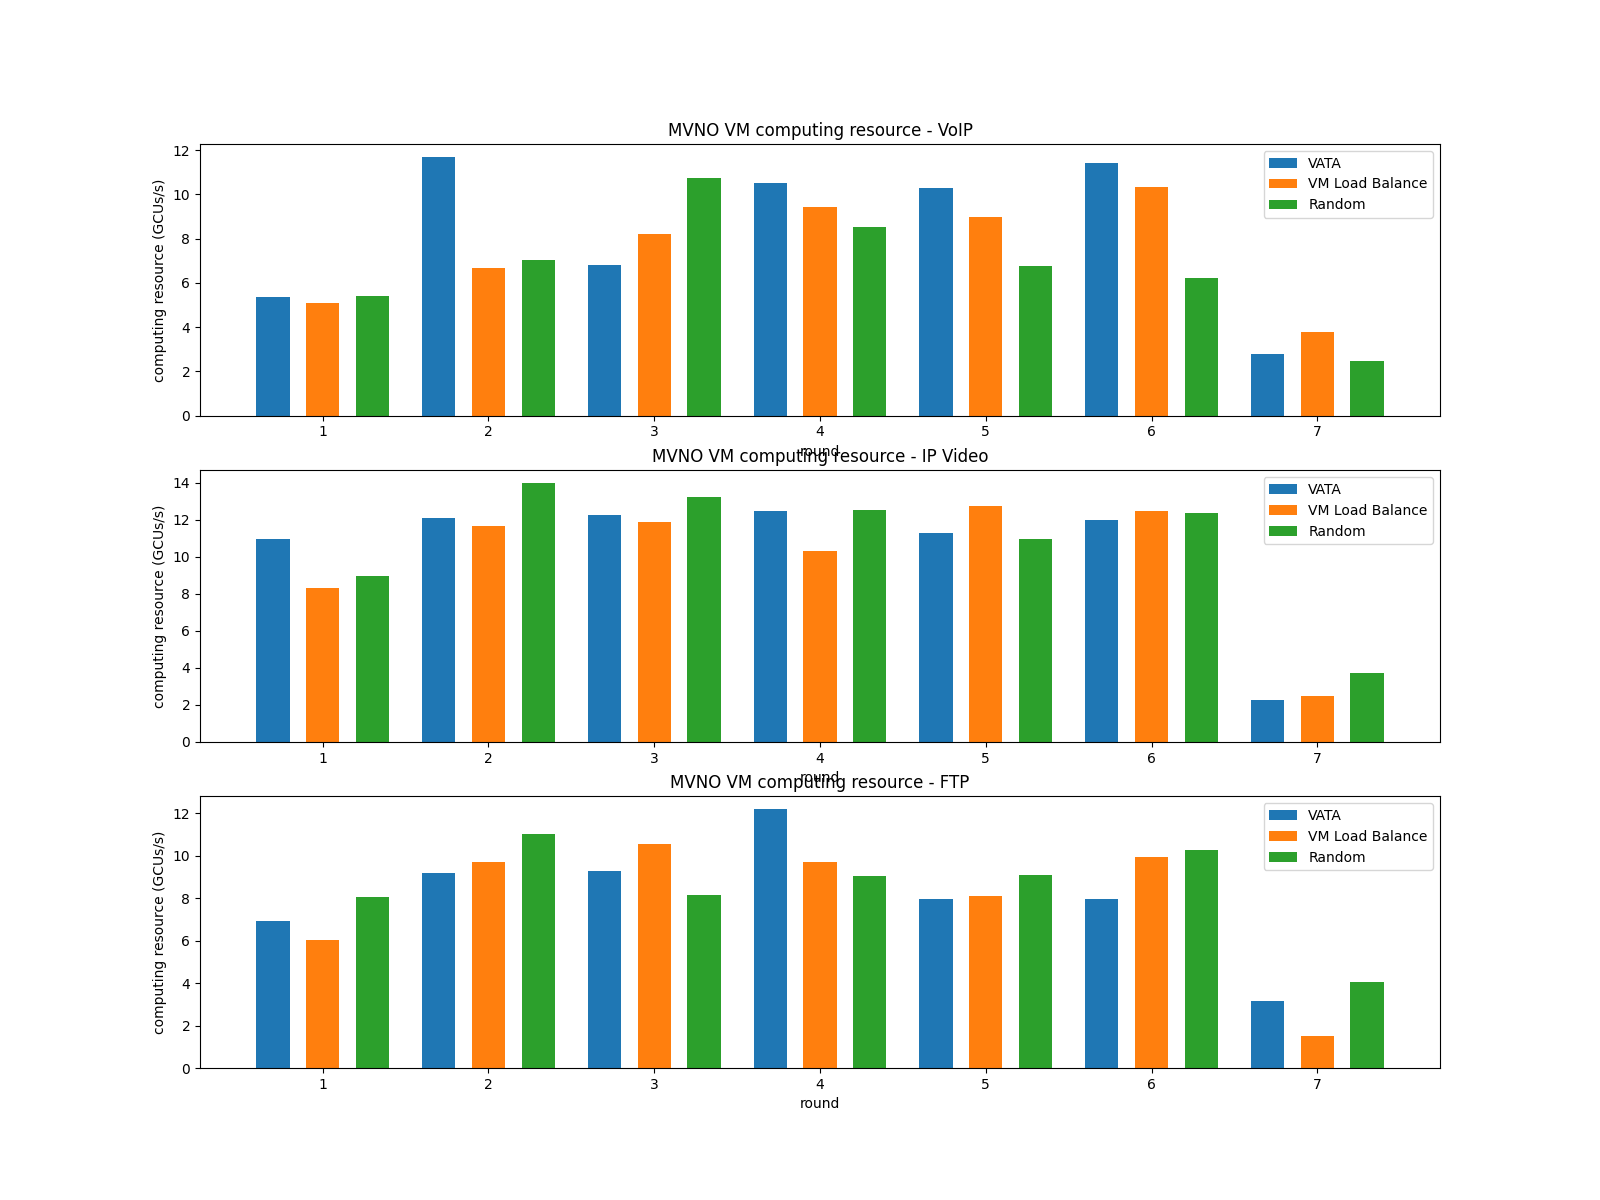 MVNO VM computing resource - VoIP
computing resource (GCUs/s)
12
10
8
6
4
2
0
VATA
VM Load Balance
Random
1 2 3 4 5 6 7
round
MVNO VM computing resource - IP Video
computing resource (GCUs/s)
14
12
10
8
6
4
2
0
VATA
VM Load Balance
Random
1 2 3 4 5 6 7
round
MVNO VM computing resource - FTP
computing resource (GCUs/s)
12
10
8
6
4
2
0
VATA
VM Load Balance
Random
1 2 3 4 5 6 7
round